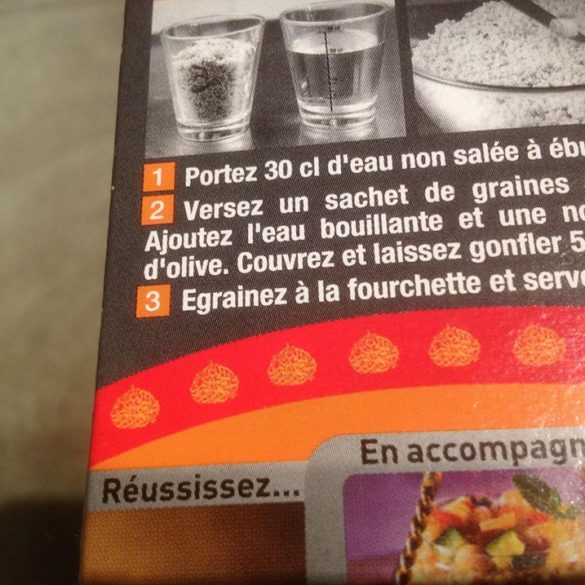 1 Portez 30 cl d'eau non salée à ébu
2 Versez un sachet de graines
Ajoutez l'eau bouillante et une no
d'olive. Couvrez et laissez gonfler 5
3 Egrainez à la fourchette et serve
En accompagn
Réussissez...